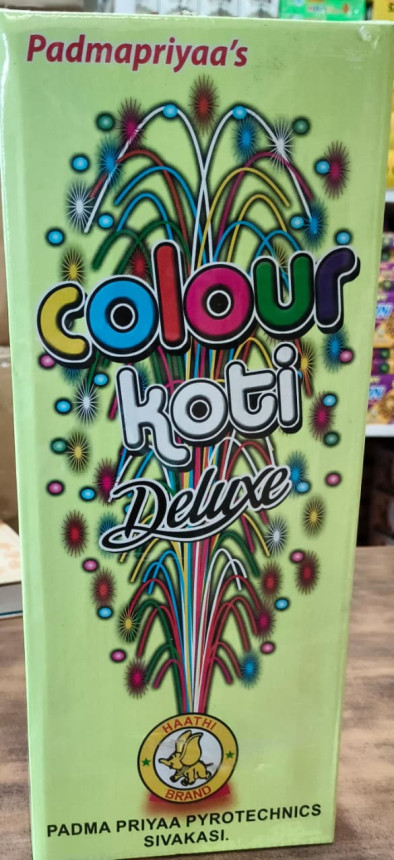 Padmapriyaa's
colour
koti
Deluxe
HAATHI
BRAND
PADMA PRIYAA PYROTECHNICS
SIVAKASI.